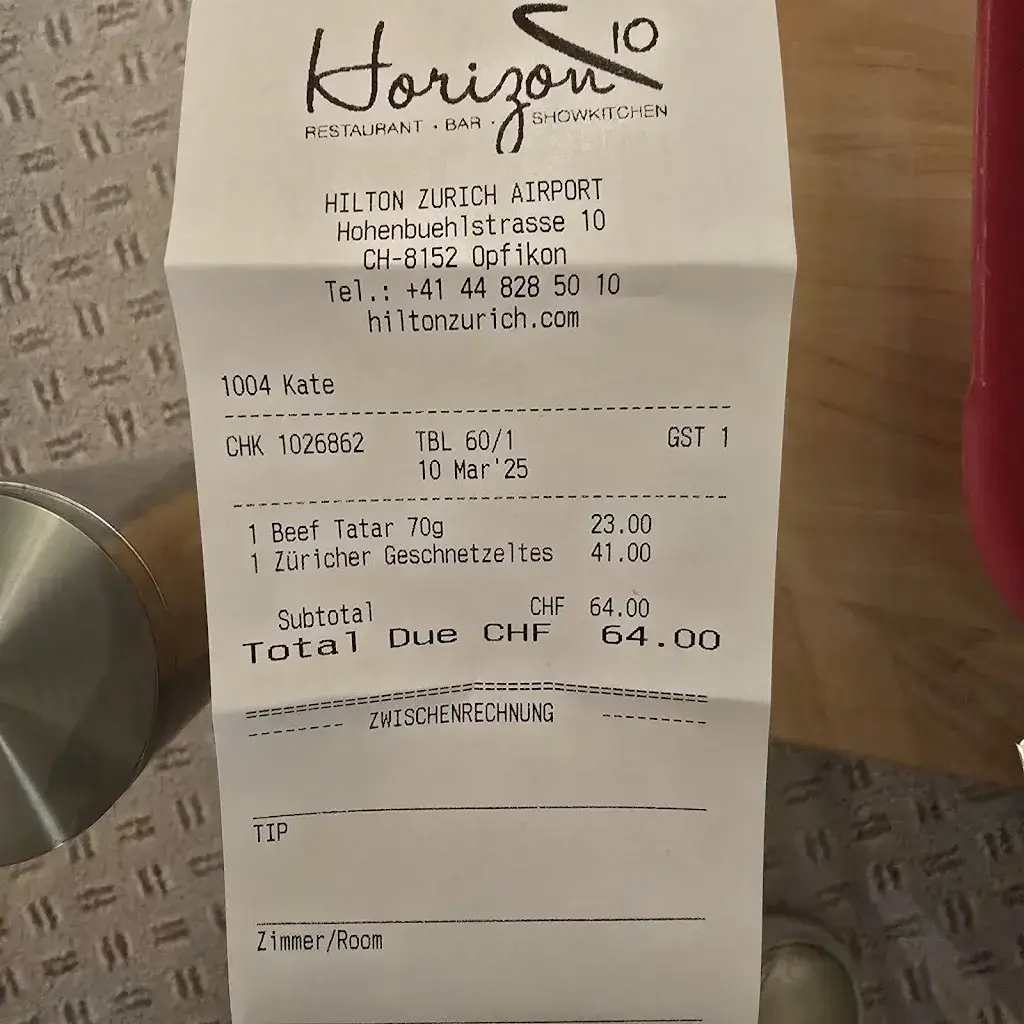 Horizon 10
RESTAURANT · BAR · SHOWKITCHEN
HILTON ZURICH AIRPORT
Hohenbuehlstrasse 10
CH-8152 Opfikon
Tel.: +41 44 828 50 10
hiltonzurich.com
1004 Kate
CHK 1026862 TBL 60/1 GST 1
10 Mar'25
1 Beef Tatar 70g 23.00
1 Züricher Geschnetzeltes 41.00
Subtotal CHF 64.00
Total Due CHF 64.00
ZWISCHENRECHNUNG
TIP
Zimmer/Room